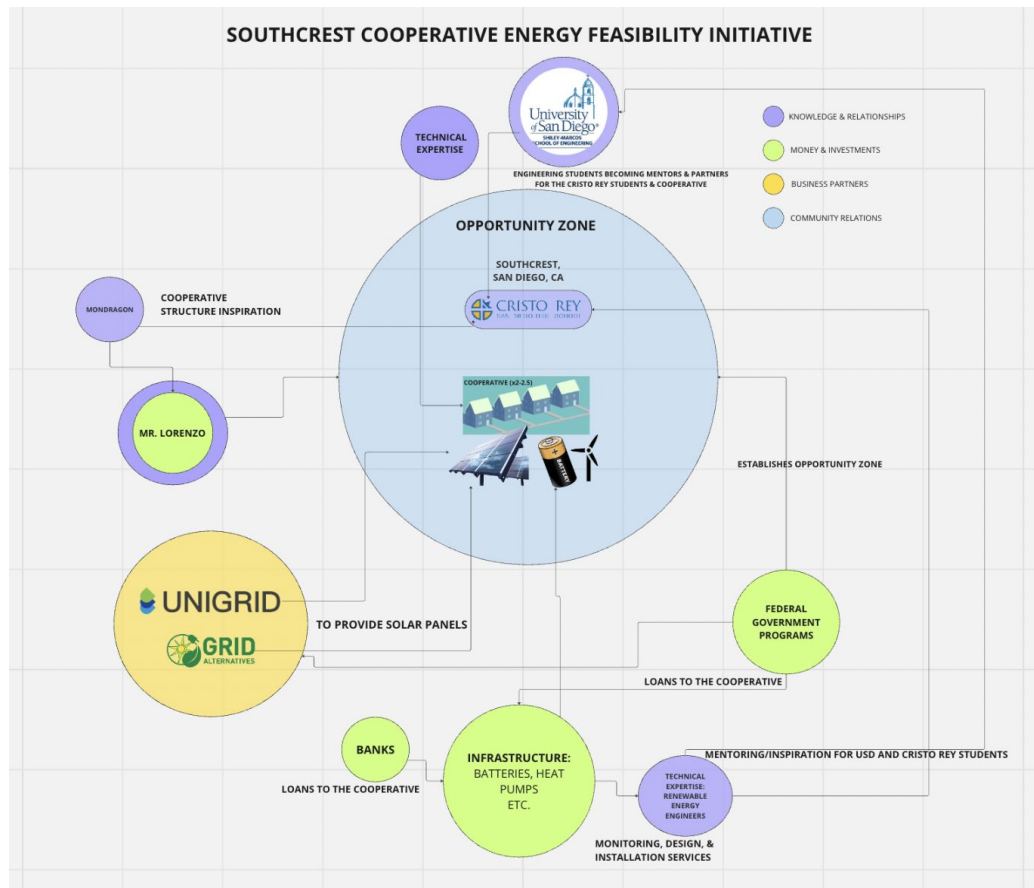 SOUTHCREST COOPERATIVE ENERGY FEASIBILITY INITIATIVE
University
of San Diego®
SHILEY-MARCOS
SCHOOL OF ENGINEERING
TECHNICAL
EXPERTISE
KNOWLEDGE & RELATIONSHIPS
MONEY & INVESTMENTS
BUSINESS PARTNERS
COMMUNITY RELATIONS
ENGINEERING STUDENTS BECOMING MENTORS & PARTNERS
FOR THE CRISTO REY STUDENTS & COOPERATIVE
OPPORTUNITY ZONE
SOUTHCREST,
SAN DIEGO, CA
CRISTO REY
SAN DIEGO HIGH SCHOOL
MONDRAGON
COOPERATIVE
STRUCTURE INSPIRATION
MR. LORENZO
COOPERATIVE (x2-2.5)
BATTERY
ESTABLISHES OPPORTUNITY ZONE
UNIGRID
GRID
ALTERNATIVES
TO PROVIDE SOLAR PANELS
FEDERAL
GOVERNMENT
PROGRAMS
LOANS TO THE COOPERATIVE
BANKS
LOANS TO THE COOPERATIVE
INFRASTRUCTURE:
BATTERIES, HEAT
PUMPS
ETC.
MENTORING/INSPIRATION FOR USD AND CRISTO REY STUDENTS
TECHNICAL
EXPERTISE:
RENEWABLE
ENERGY
ENGINEERS
MONITORING, DESIGN, &
INSTALLATION SERVICES